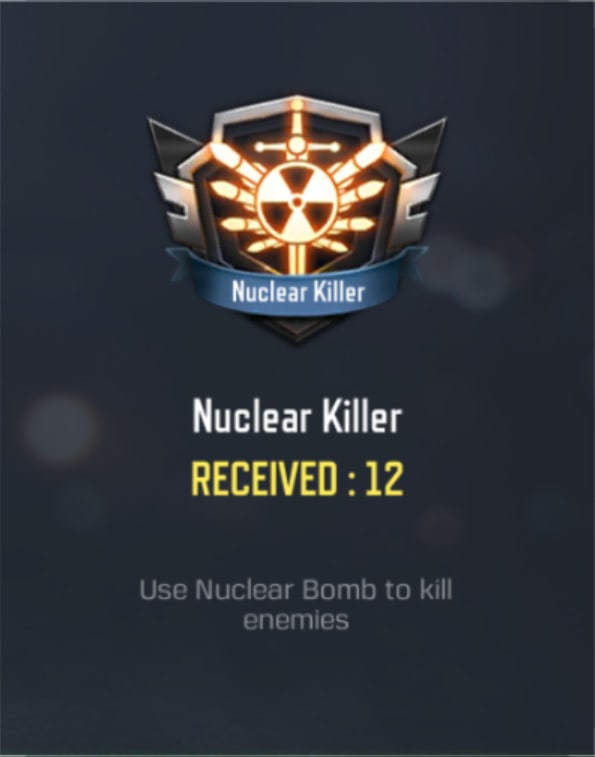 Nuclear Killer
Nuclear Killer
RECEIVED : 12
Use Nuclear Bomb to kill
enemies